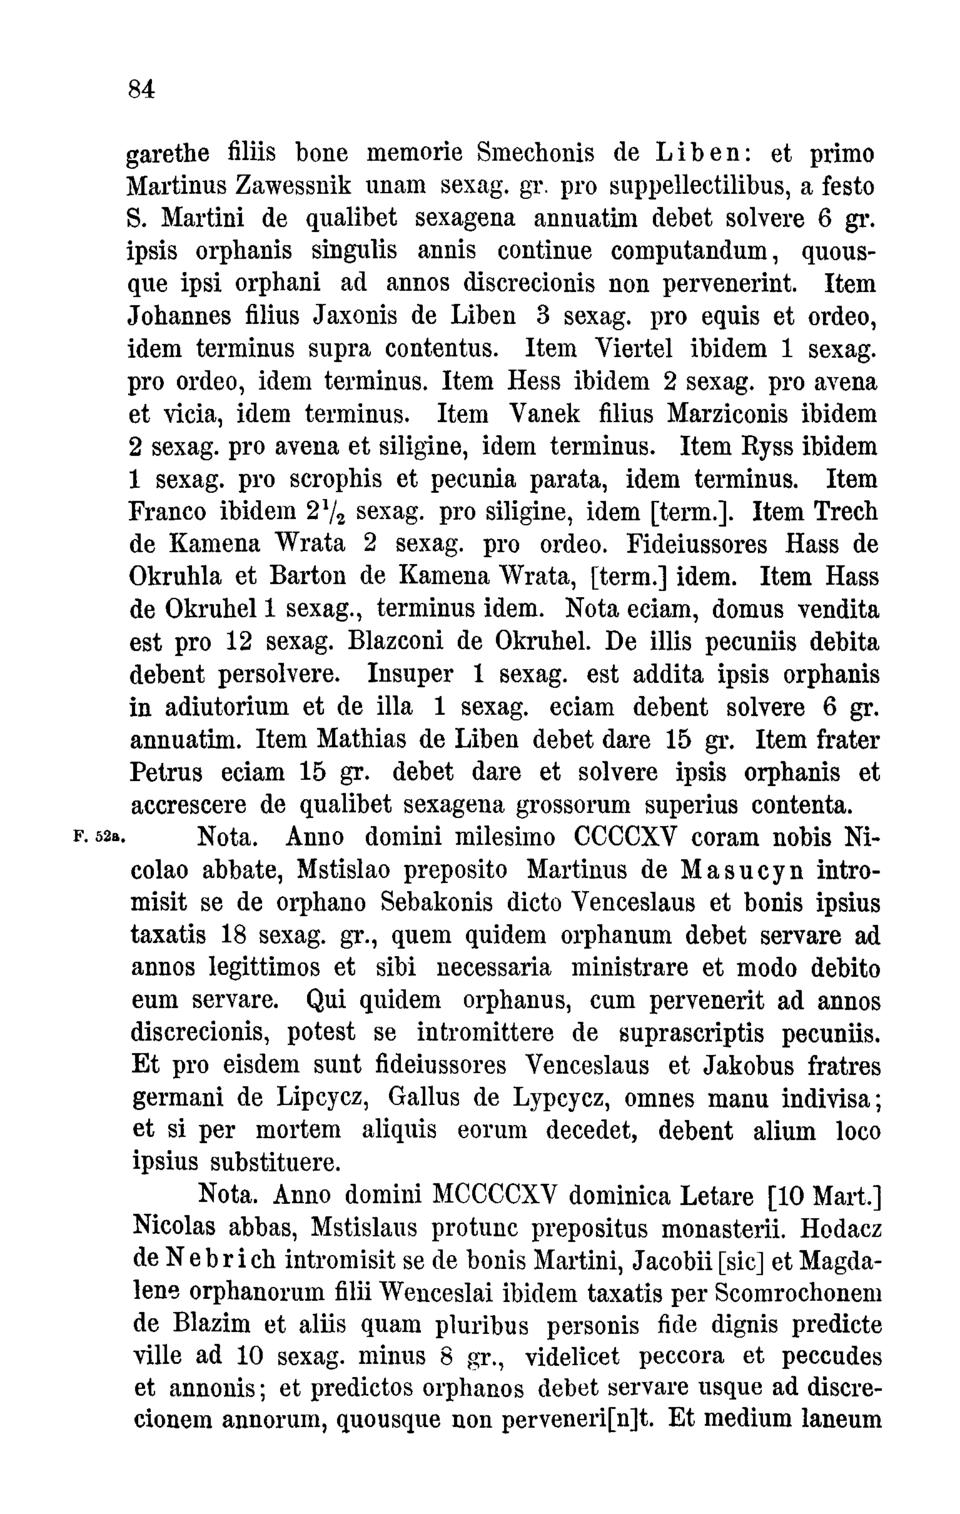 84
garethe filiis bone memorie Smechonis de Liben: et primo
Martinus Zawessnik unam sexag. gr. pro suppellectilibus, a festo
S. Martini de qualibet sexagena annuatim debet solvere 6 gr.
ipsis orphanis singulis annis continue computandum, quous-
que ipsi orphani ad annos discrecionis non pervenerint. Item
Johannes filius Jaxonis de Liben 3 sexag. pro equis et ordeo,
idem terminus supra contentus. Item Viertel ibidem 1 sexag.
pro ordeo, idem terminus. Item Hess ibidem 2 sexag. pro avena
et vicia, idem terminus. Item Vanek filius Marziconis ibidem
2 sexag. pro avena et siligine, idem terminus. Item Ryss ibidem
1 sexag. pro scrophis et pecunia parata, idem terminus. Item
Franco ibidem 2 1/2 sexag. pro siligine, idem [term.]. Item Trech
de Kamena Wrata 2 sexag. pro ordeo. Fideiussores Hass de
Okruhla et Barton de Kamena Wrata, [term.] idem. Item Hass
de Okruhel 1 sexag., terminus idem. Nota eciam, domus vendita
est pro 12 sexag. Blazconi de Okruhel. De illis pecuniis debita
debent persolvere. Insuper 1 sexag. est addita ipsis orphanis
in adiutorium et de illa 1 sexag. eciam debent solvere 6 gr.
annuatim. Item Mathias de Liben debet dare 15 gr. Item frater
Petrus eciam 15 gr. debet dare et solvere ipsis orphanis et
accrescere de qualibet sexagena grossorum superius contenta.
F. 52a. Nota. Anno domini milesimo CCCCXV coram nobis Ni-
colao abbate, Mstislao preposito Martinus de Masucyn intro-
misit se de orphano Sebakonis dicto Venceslaus et bonis ipsius
taxatis 18 sexag. gr., quem quidem orphanum debet servare ad
annos legittimos et sibi necessaria ministrare et modo debito
eum servare. Qui quidem orphanus, cum pervenerit ad annos
discrecionis, potest se intromittere de suprascriptis pecuniis.
Et pro eisdem sunt fideiussores Venceslaus et Jakobus fratres
germani de Lipcycz, Gallus de Lypcycz, omnes manu indivisa;
et si per mortem aliquis eorum decedet, debent alium loco
ipsius substituere.
Nota. Anno domini MCCCCXV dominica Letare [10 Mart.]
Nicolas abbas, Mstislaus protunc prepositus monasterii. Hodacz
de Nebrich intromisit se de bonis Martini, Jacobii [sic] et Magda-
lene orphanorum filii Wenceslai ibidem taxatis per Scomrochonem
de Blazim et aliis quam pluribus personis fide dignis predicte
ville ad 10 sexag. minus 8 gr., videlicet peccora et peccudes
et annonis; et predictos orphanos debet servare usque ad discre-
cionem annorum, quousque non perveneri[n]t. Et medium laneum